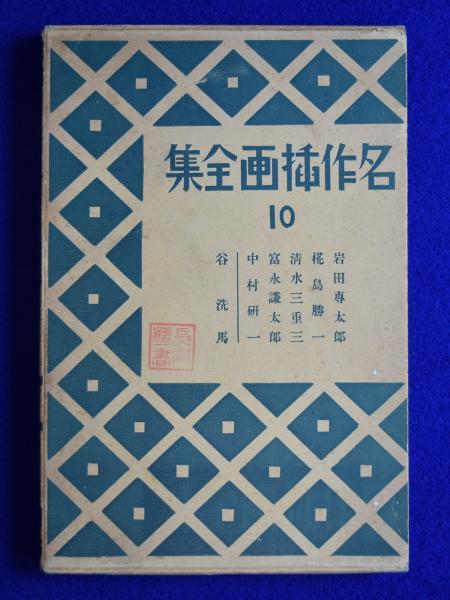 名作挿画全集
10
岩田専太郎
椛島勝一
清水三重三
富永謙太郎
中村研一
谷洗馬